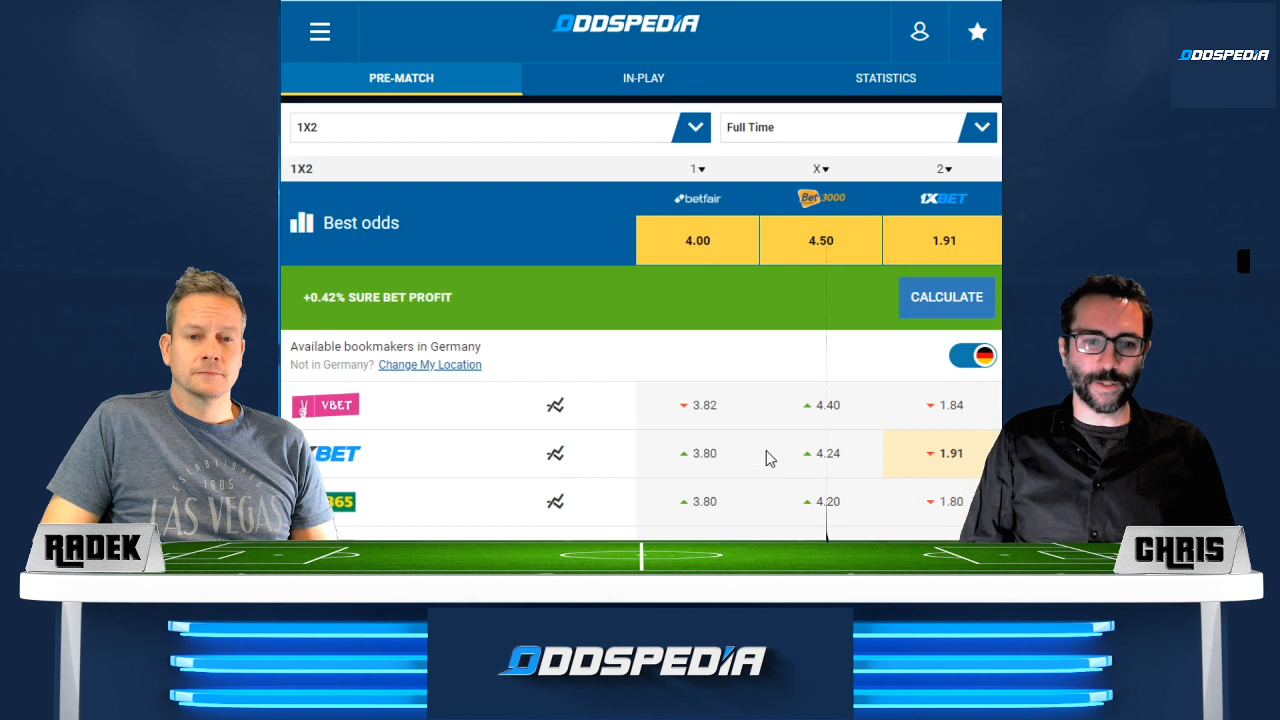 ODDSPEDIA
ODDSPEDIA
PRE-MATCH IN-PLAY STATISTICS
1X2 Full Time
1X2 1 X 2
betfair Bet 3000 1XBET
Best odds 4.00 4.50 1.91
+0.42% SURE BET PROFIT CALCULATE
Available bookmakers in Germany
Not in Germany? Change My Location
VBET 3.82 4.40 1.84
BET 3.80 4.24 1.91
365 3.80 4.20 1.80
ESTABLISHED
1905
LAS VEGAS
RADEK
CHRIS
ODDSPEDIA